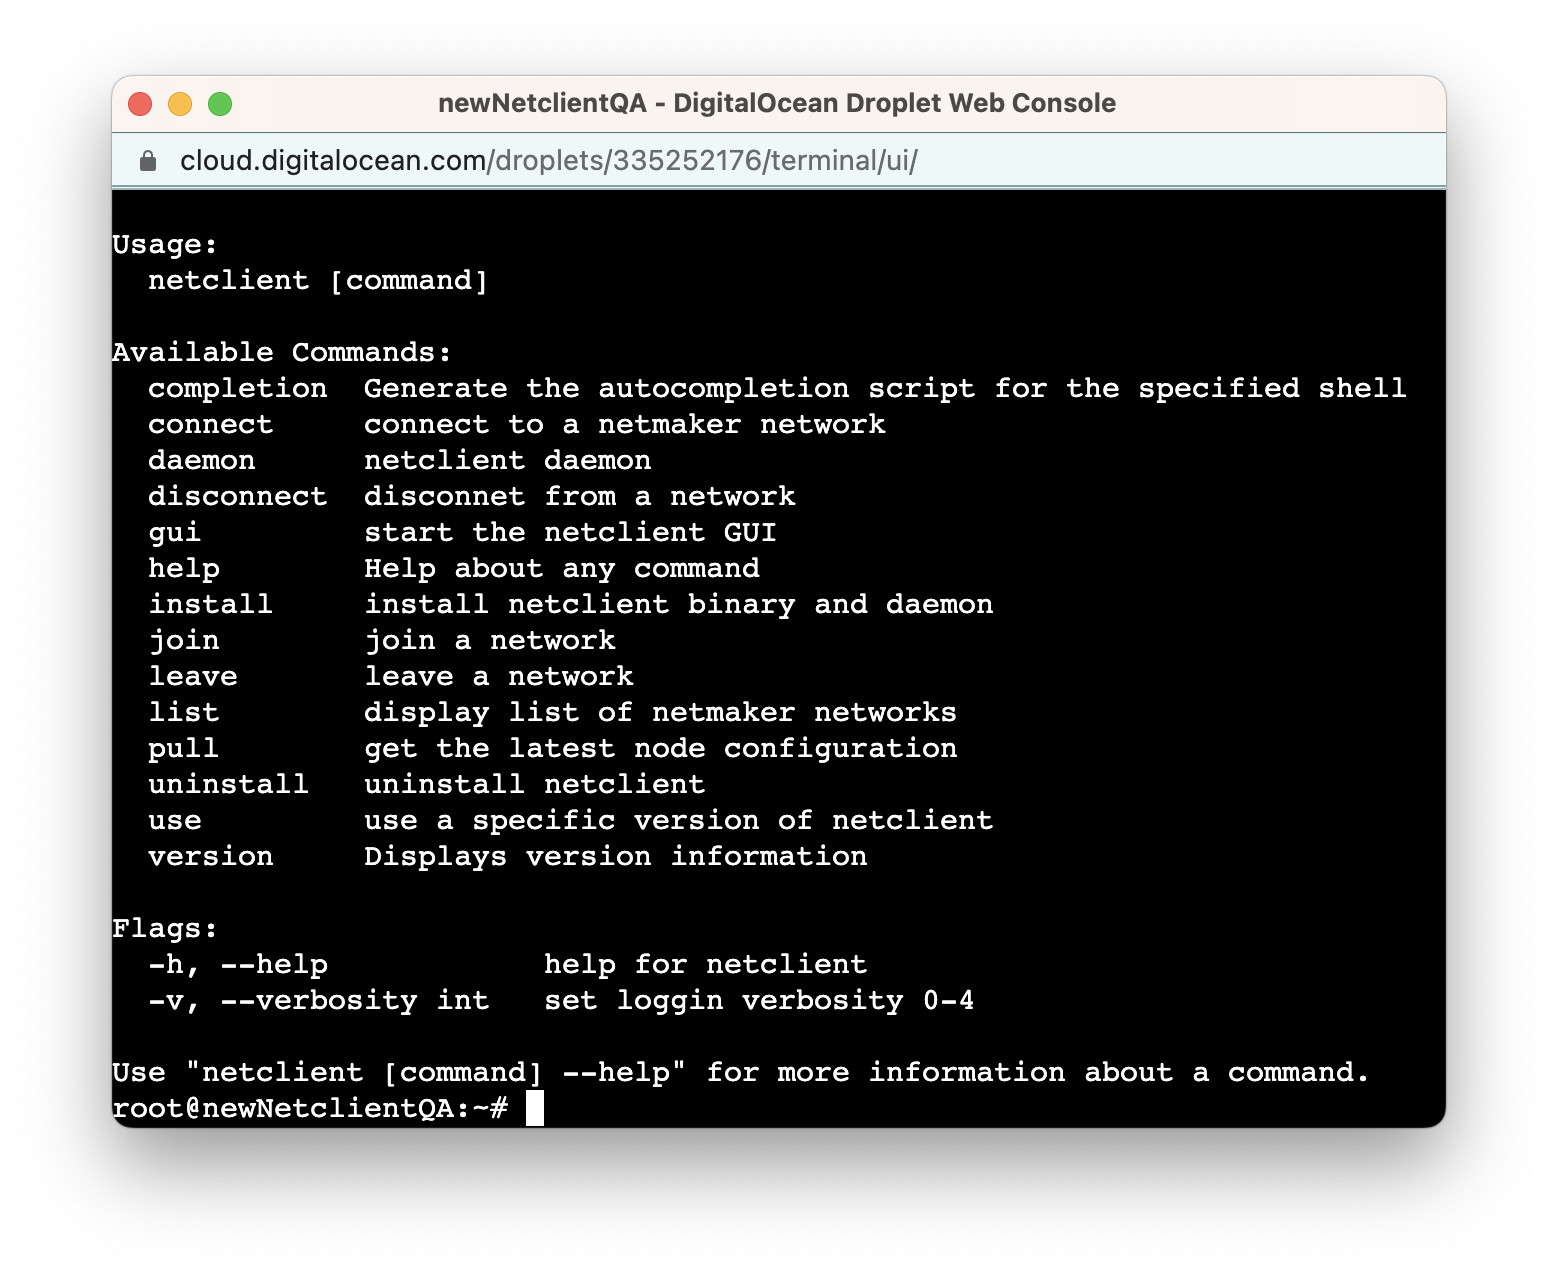 newNetclientQA - DigitalOcean Droplet Web Console
cloud.digitalocean.com/droplets/335252176/terminal/ui/
Usage:
  netclient [command]
Available Commands:
  completion  Generate the autocompletion script for the specified shell
  connect     connect to a netmaker network
  daemon      netclient daemon
  disconnect  disconnet from a network
  gui         start the netclient GUI
  help        Help about any command
  install     install netclient binary and daemon
  join        join a network
  leave       leave a network
  list        display list of netmaker networks
  pull        get the latest node configuration
  uninstall   uninstall netclient
  use         use a specific version of netclient
  version     Displays version information
Flags:
  -h, --help            help for netclient
  -v, --verbosity int   set loggin verbosity 0-4
Use "netclient [command] --help" for more information about a command.
root@newNetclientQA:~#